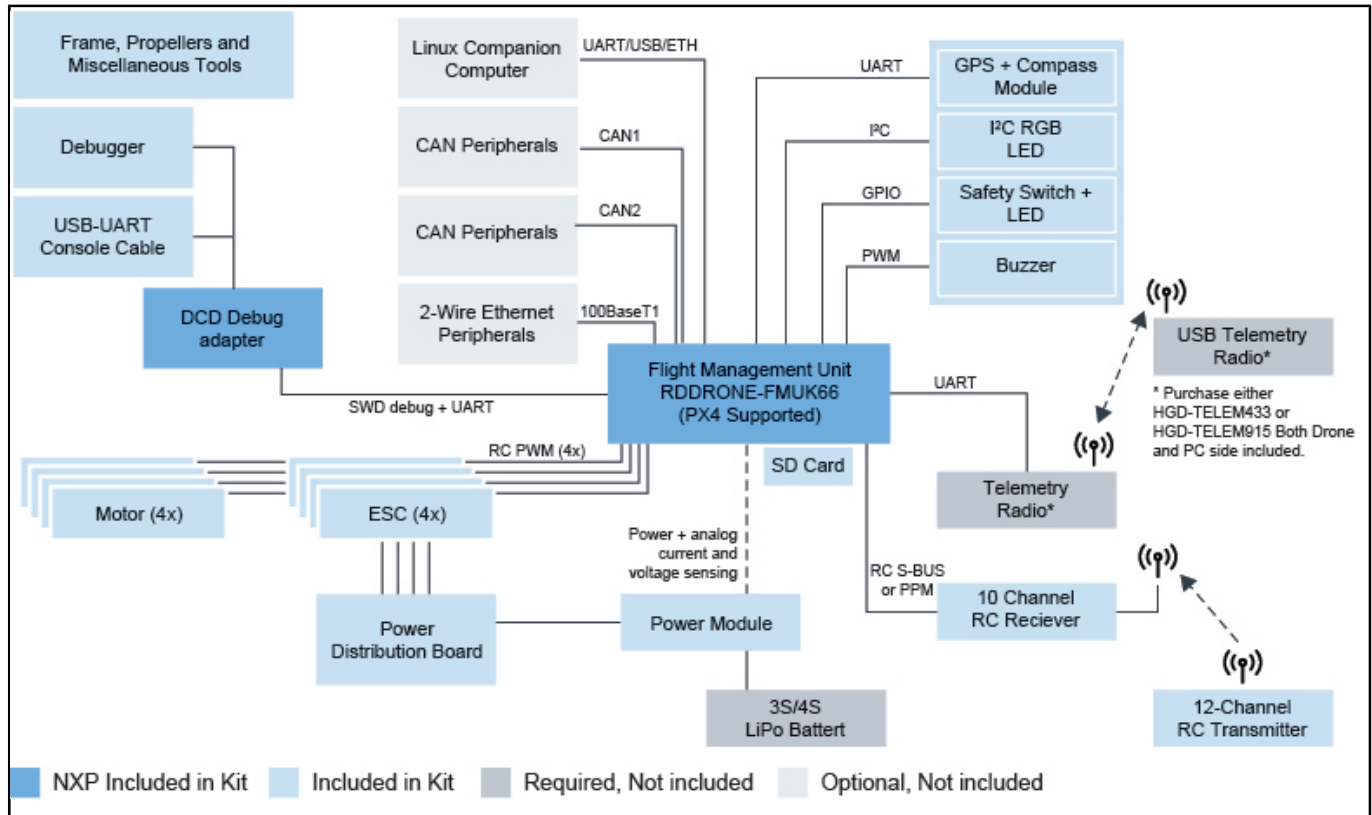 Frame, Propellers and
Miscellaneous Tools
Debugger
USB-UART
Console Cable
DCD Debug
adapter
SWD debug + UART
Linux Companion
Computer
UART/USB/ETH
CAN Peripherals
CAN1
CAN Peripherals
CAN2
2-Wire Ethernet
Peripherals
100BaseT1
UART
GPS + Compass
Module
I²C
I²C RGB
LED
GPIO
Safety Switch +
LED
PWM
Buzzer
Flight Management Unit
RDDRONE-FMUK66
(PX4 Supported)
SD Card
UART
USB Telemetry
Radio*
* Purchase either
HGD-TELEM433 or
HGD-TELEM915 Both Drone
and PC side included.
Telemetry
Radio*
RC PWM (4x)
Motor (4x)
ESC (4x)
Power + analog
current and
voltage sensing
RC S-BUS
or PPM
10 Channel
RC Reciever
Power
Distribution Board
Power Module
3S/4S
LiPo Battert
12-Channel
RC Transmitter
NXP Included in Kit
Included in Kit
Required, Not included
Optional, Not included